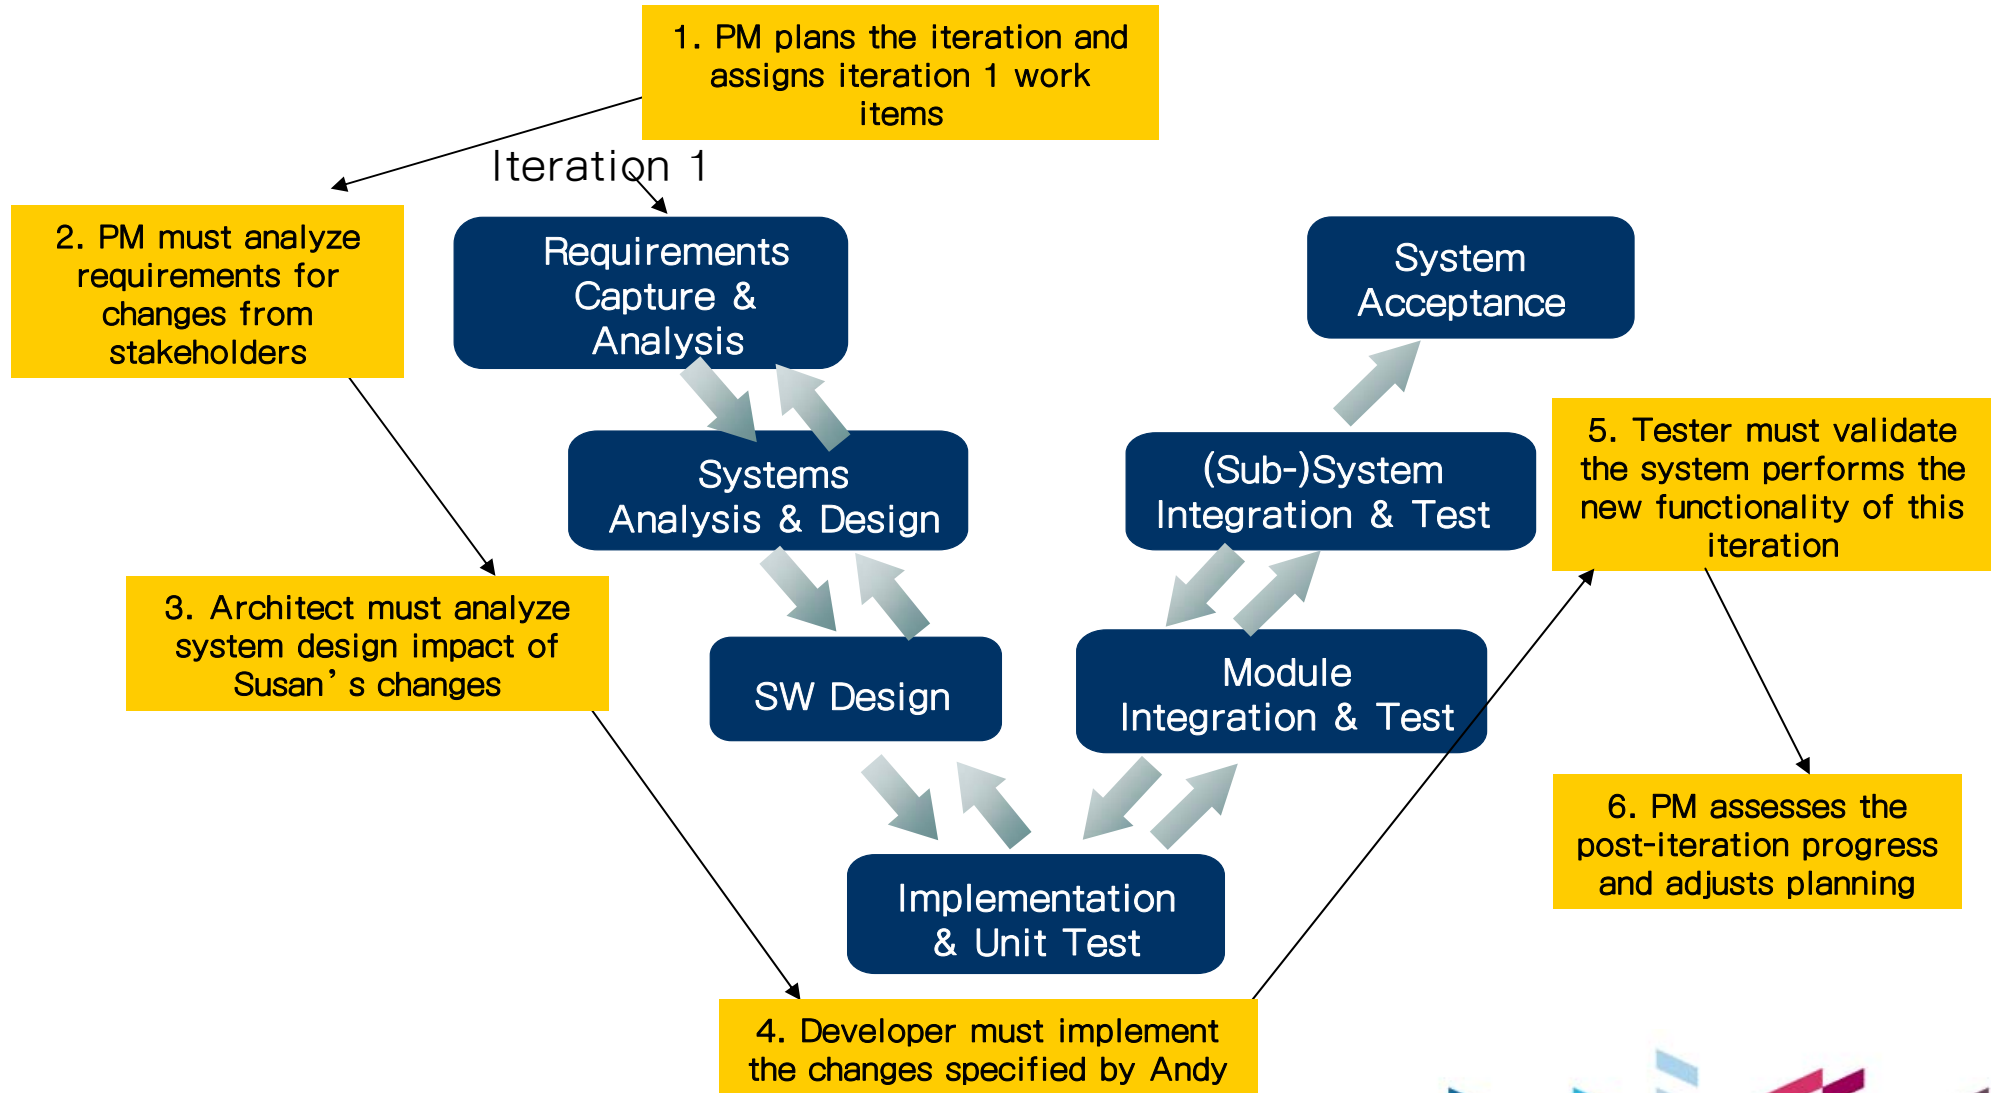 1. PM plans the iteration and
assigns iteration 1 work
items
Iteration 1
2. PM must analyze
requirements for
changes from
stakeholders
Requirements
Capture &
Analysis
System
Acceptance
Systems
Analysis & Design
(Sub-)System
Integration & Test
5. Tester must validate
the system performs the
new functionality of this
iteration
3. Architect must analyze
system design impact of
Susan's changes
SW Design
Module
Integration & Test
6. PM assesses the
post-iteration progress
and adjusts planning
Implementation
& Unit Test
4. Developer must implement
the changes specified by Andy